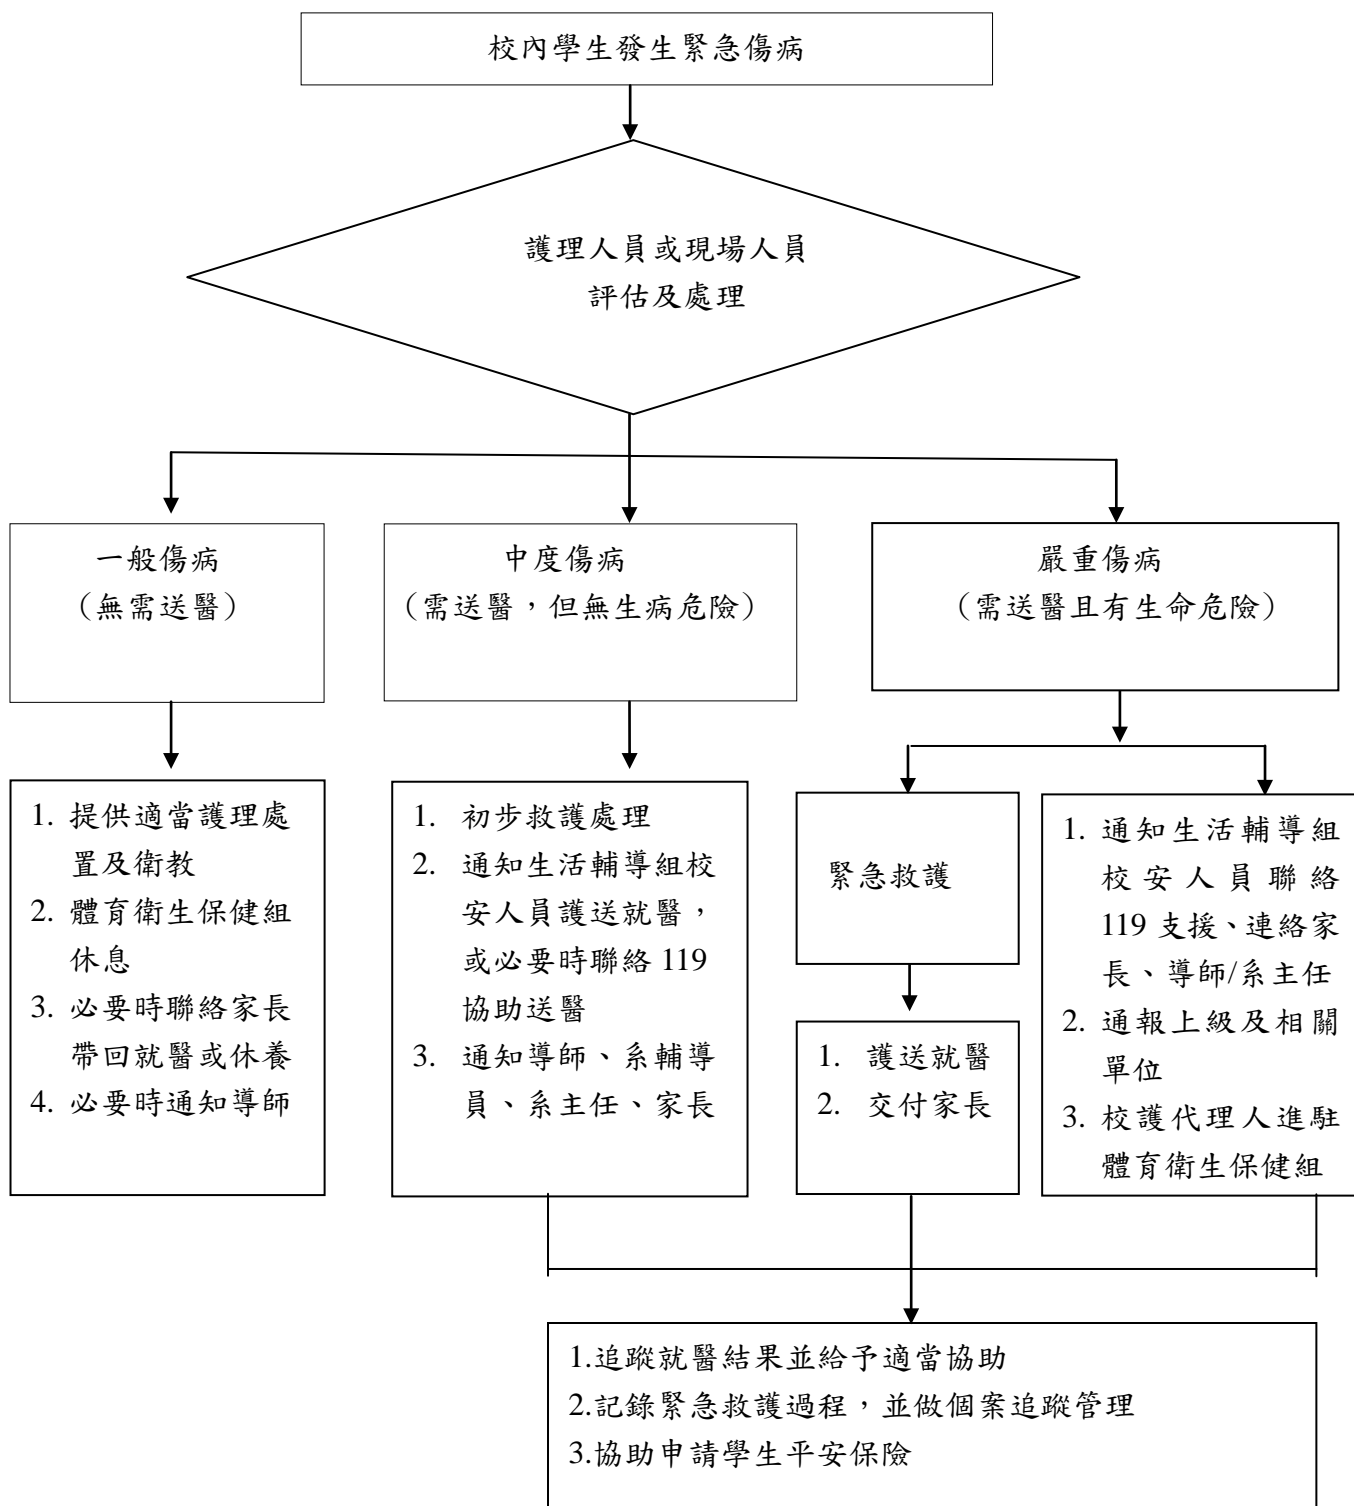 校內學生發生緊急傷病
護理人員或現場人員
評估及處理
一般傷病
（無需送醫）
中度傷病
（需送醫，但無生病危險）
嚴重傷病
（需送醫且有生命危險）
1. 提供適當護理處
置及衛教
2. 體育衛生保健組
休息
3. 必要時聯絡家長
帶回就醫或休養
4. 必要時通知導師
1. 初步救護處理
2. 通知生活輔導組校
安人員護送就醫，
或必要時聯絡 119
協助送醫
3. 通知導師、系輔導
員、系主任、家長
緊急救護
1. 護送就醫
2. 交付家長
1. 通知生活輔導組
校安人員聯絡
119 支援、連絡家
長、導師/系主任
2. 通報上級及相關
單位
3. 校護代理人進駐
體育衛生保健組
1.追蹤就醫結果並給予適當協助
2.記錄緊急救護過程，並做個案追蹤管理
3.協助申請學生平安保險